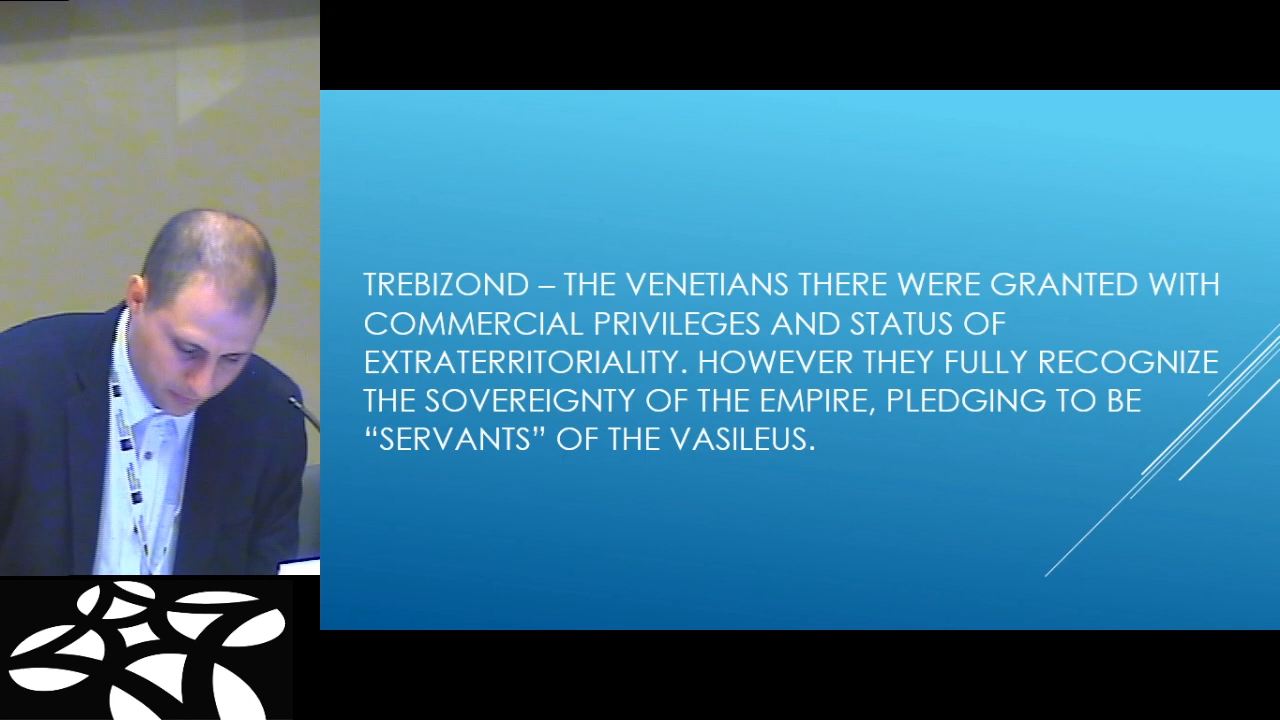 TREBIZOND – THE VENETIANS THERE WERE GRANTED WITH
COMMERCIAL PRIVILEGES AND STATUS OF
EXTRATERRITORIALITY. HOWEVER THEY FULLY RECOGNIZE
THE SOVEREIGNTY OF THE EMPIRE, PLEDGING TO BE
“SERVANTS” OF THE VASILEUS.